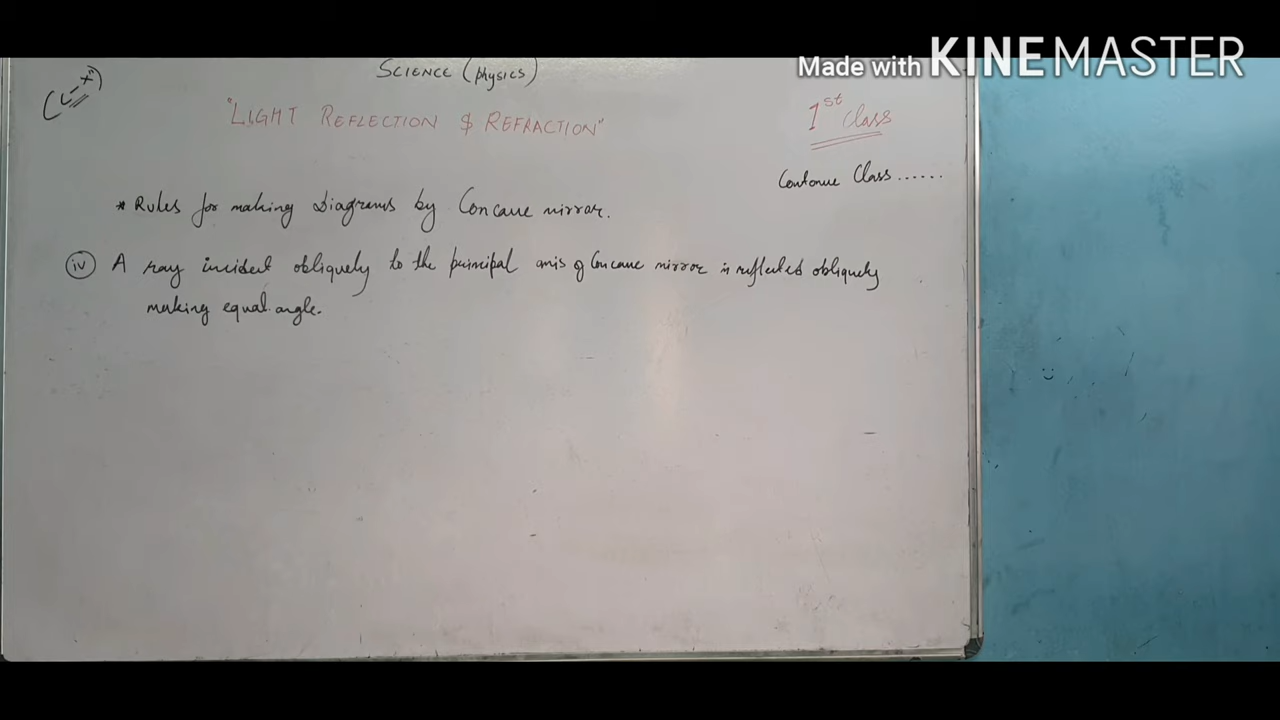 Made with KINEMASTER
SCIENCE (physics)
(L-X")
"LIGHT REFLECTION & REFRACTION"
1st Class
Contonue Class......
* Rules for making Diagrams by Concave mirror.
(iv) A ray incident obliquely to the principal axis of Concave mirror is reflected obliquely
making equal angle.